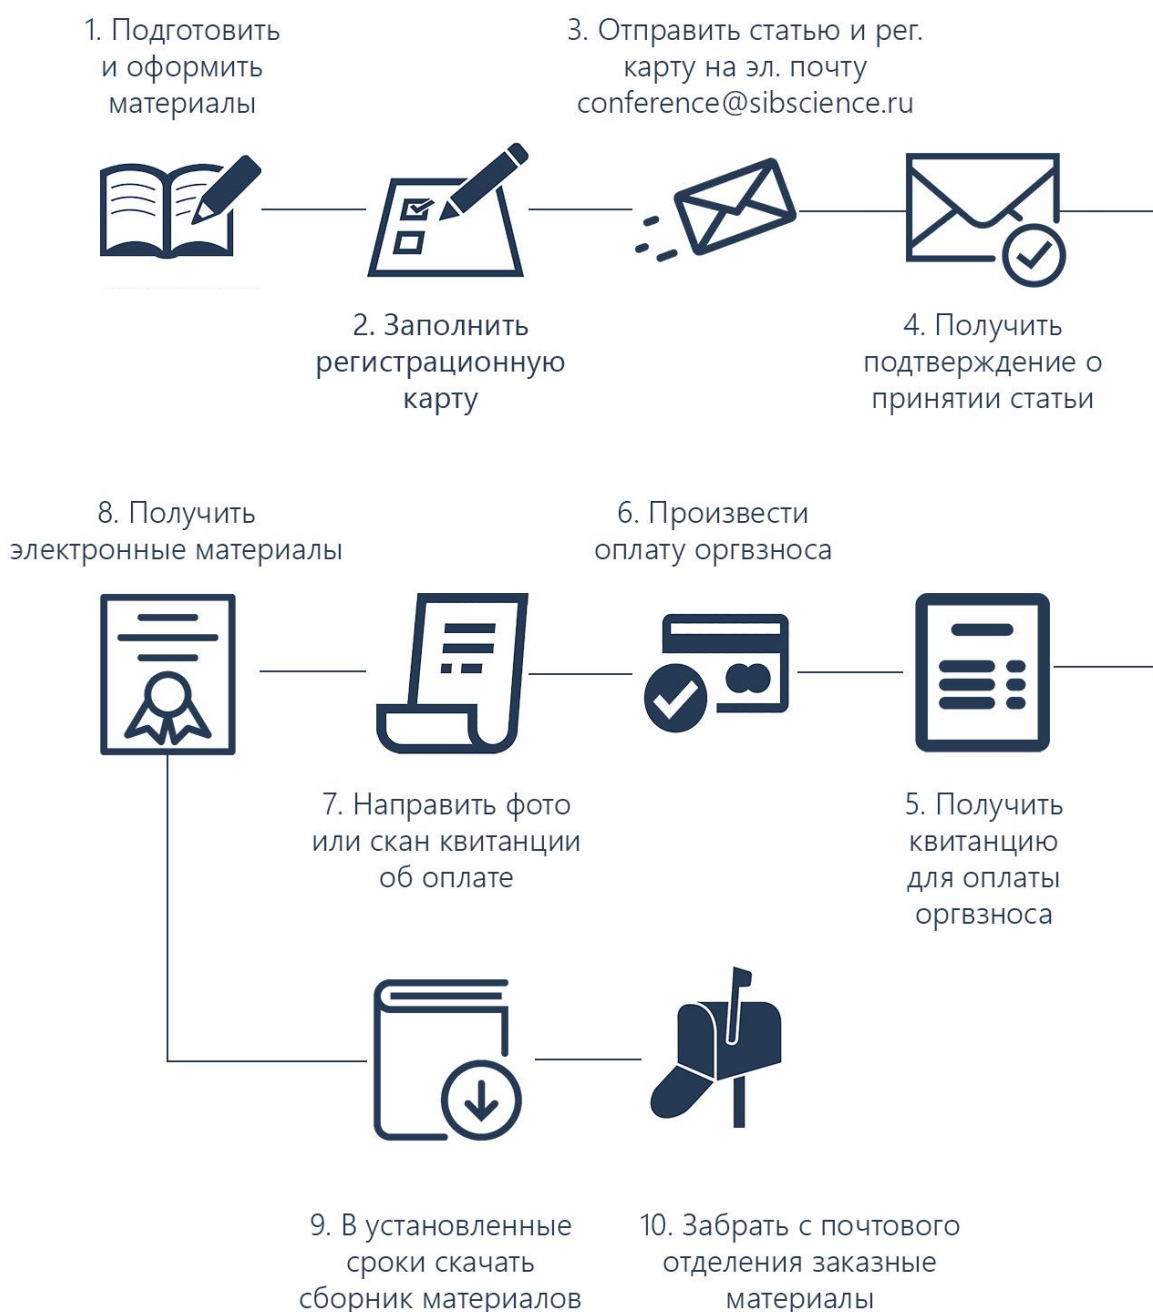 1. Подготовить
и оформить
материалы
2. Заполнить
регистрационную
карту
3. Отправить статью и рег.
карту на эл. почту
conference@sibscience.ru
4. Получить
подтверждение о
принятии статьи
5. Получить
квитанцию
для оплаты
оргвзноса
6. Произвести
оплату оргвзноса
7. Направить фото
или скан квитанции
об оплате
8. Получить
электронные материалы
9. В установленные
сроки скачать
сборник материалов
10. Забрать с почтового
отделения заказные
материалы